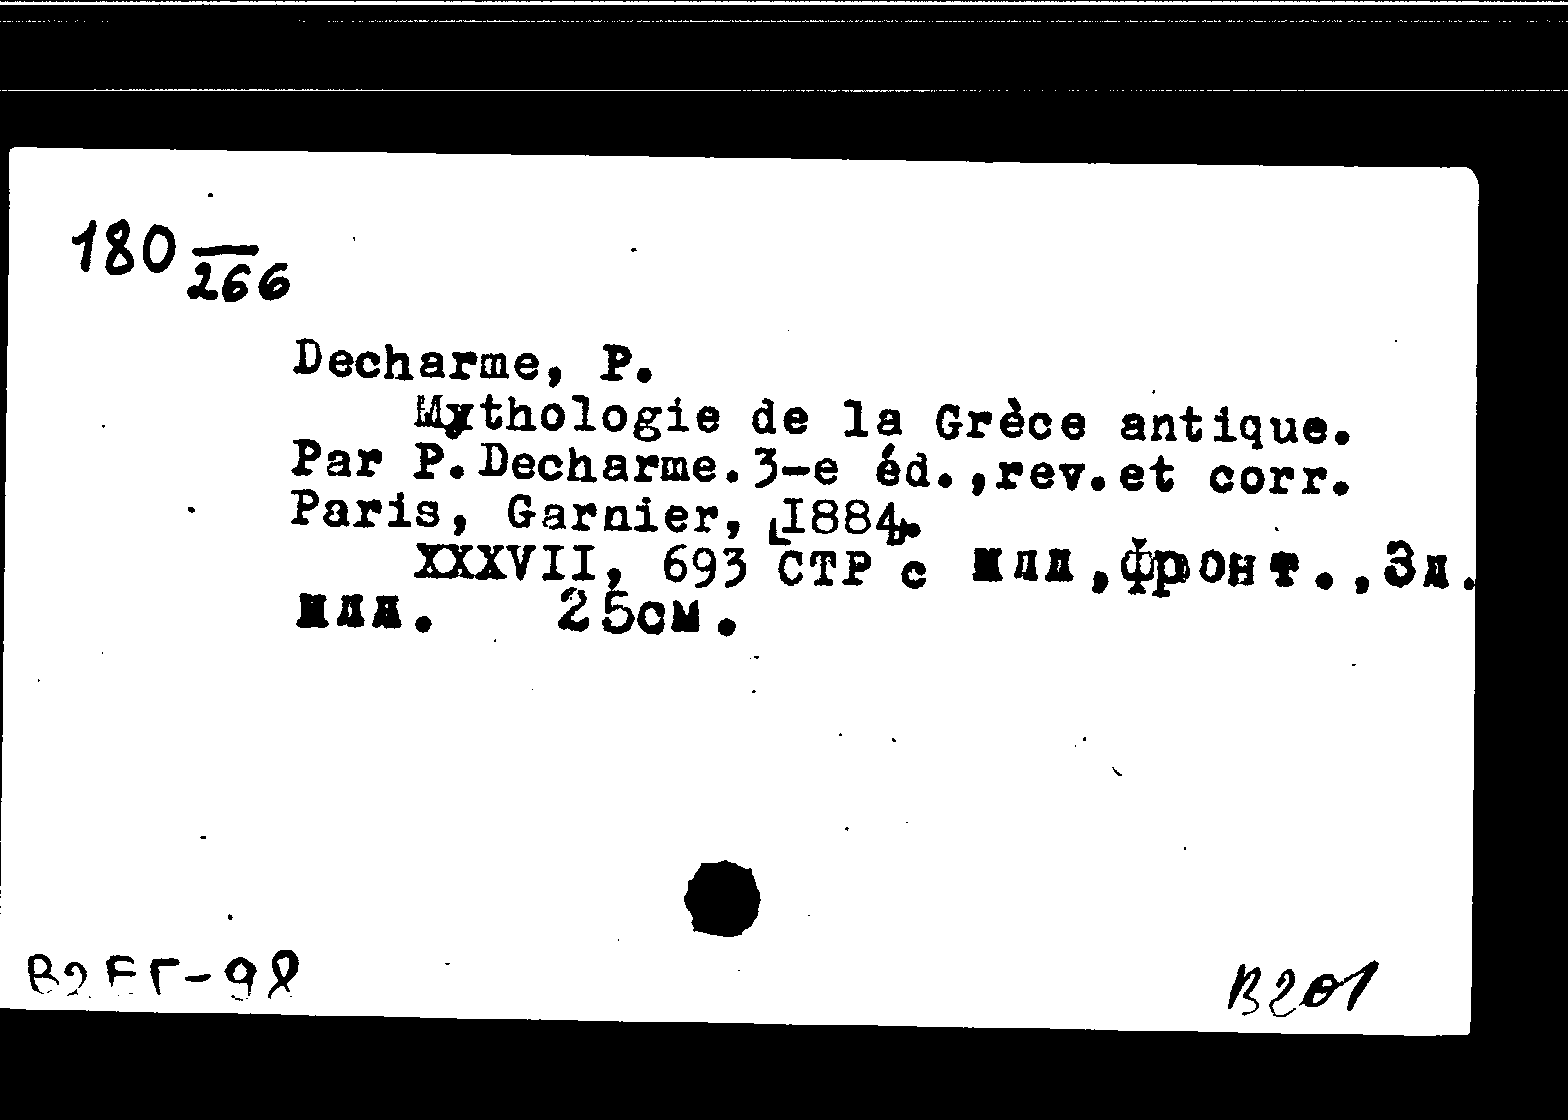 180 266
Decharme, P.
Mythologie de la Grèce antique.
Par P.Decharme.3-e éd.,rev.et corr.
Paris, Garnier, [1884].
XXXVII, 693 СТР с илл,фронт.,3л.
илл. 25см.
В201